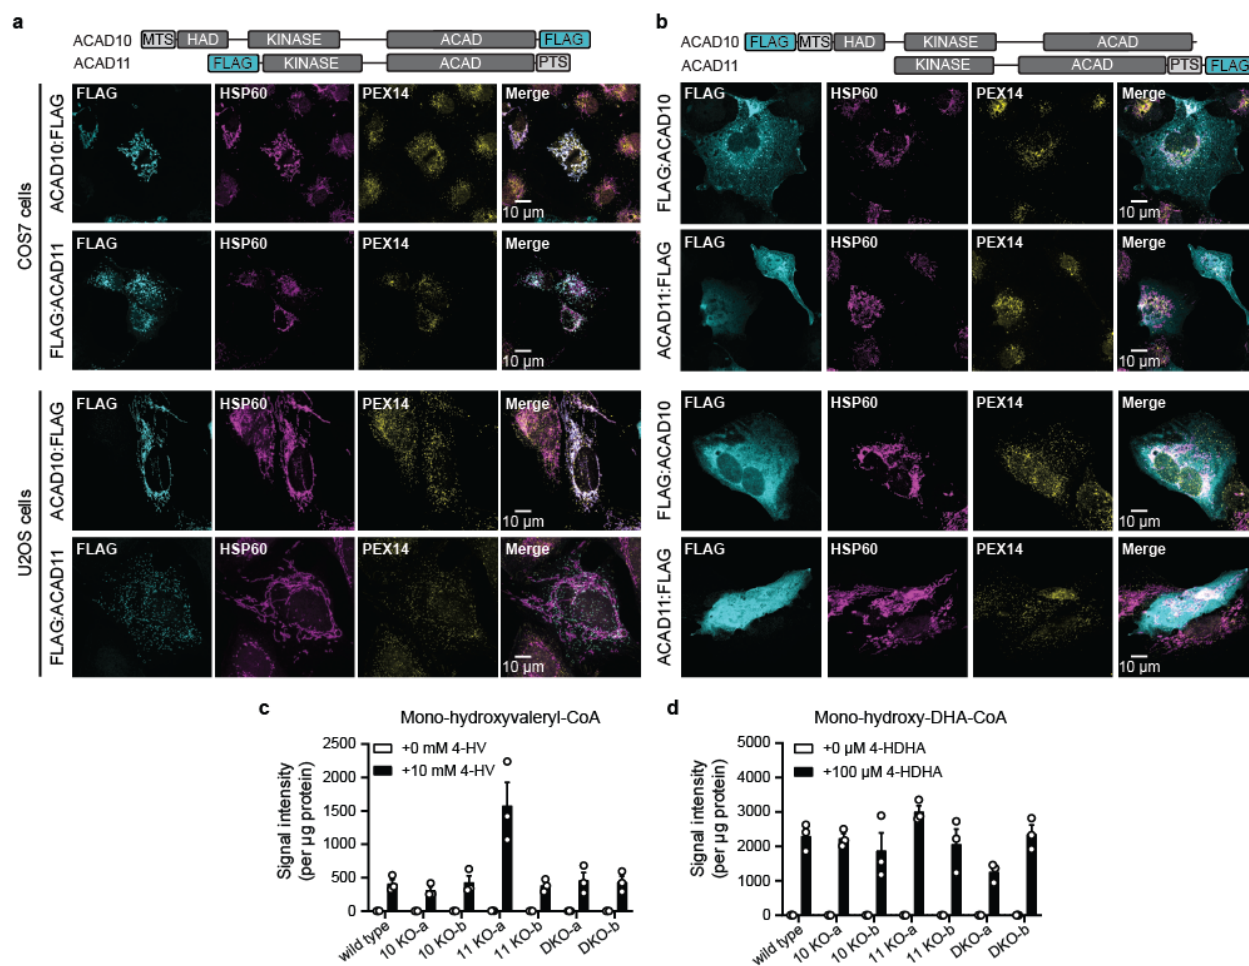 a
ACAD10 MTS HAD KINASE ACAD FLAG
ACAD11 FLAG KINASE ACAD PTS
COS7 cells
ACAD10:FLAG
FLAG HSP60 PEX14 Merge
10 µm
FLAG:ACAD11
FLAG HSP60 PEX14 Merge
10 µm
U2OS cells
ACAD10:FLAG
FLAG HSP60 PEX14 Merge
10 µm
FLAG:ACAD11
FLAG HSP60 PEX14 Merge
10 µm
b
ACAD10 FLAG MTS HAD KINASE ACAD
ACAD11 KINASE ACAD PTS FLAG
FLAG:ACAD10
FLAG HSP60 PEX14 Merge
10 µm
ACAD11:FLAG
FLAG HSP60 PEX14 Merge
10 µm
FLAG:ACAD10
FLAG HSP60 PEX14 Merge
10 µm
ACAD11:FLAG
FLAG HSP60 PEX14 Merge
10 µm
c
Mono-hydroxyvaleryl-CoA
Signal intensity
(per µg protein)
2500
2000
1500
1000
500
0
+0 mM 4-HV
+10 mM 4-HV
wild type 10 KO-a 10 KO-b 11 KO-a 11 KO-b DKO-a DKO-b
d
Mono-hydroxy-DHA-CoA
Signal intensity
(per µg protein)
5000
4000
3000
2000
1000
0
+0 µM 4-HDHA
+100 µM 4-HDHA
wild type 10 KO-a 10 KO-b 11 KO-a 11 KO-b DKO-a DKO-b